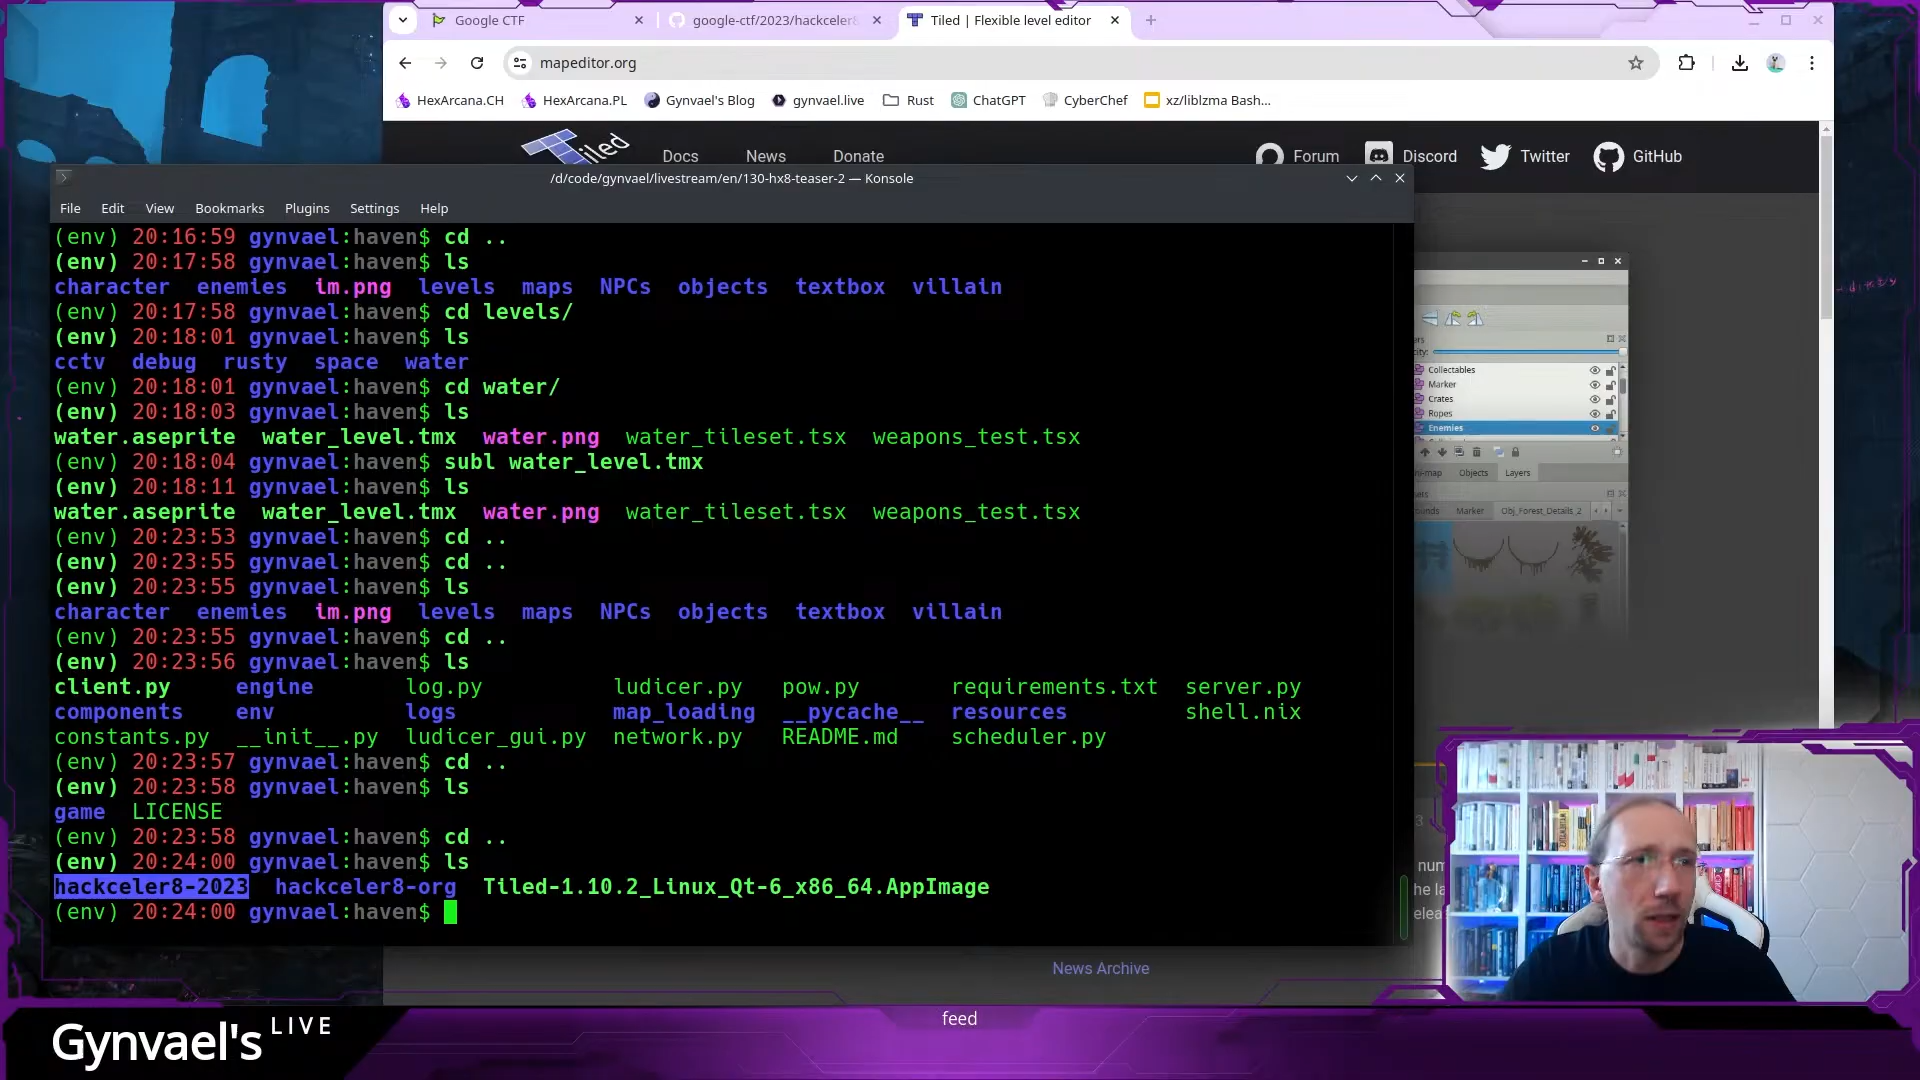 Google CTF
google-ctf/2023/hackceler8
Tiled | Flexible level editor
mapeditor.org
HexArcana.CH
HexArcana.PL
Gynvael's Blog
gynvael.live
Rust
ChatGPT
CyberChef
xz/liblzma Bash...
Tiled
Docs
News
Donate
Forum
Discord
Twitter
GitHub
/d/code/gynvael/livestream/en/130-hx8-teaser-2 — Konsole
File Edit View Bookmarks Plugins Settings Help
(env) 20:16:59 gynvael:haven$ cd ..
(env) 20:17:58 gynvael:haven$ ls
character enemies im.png levels maps NPCs objects textbox villain
(env) 20:17:58 gynvael:haven$ cd levels/
(env) 20:18:01 gynvael:haven$ ls
cctv debug rusty space water
(env) 20:18:01 gynvael:haven$ cd water/
(env) 20:18:03 gynvael:haven$ ls
water.aseprite water_level.tmx water.png water_tileset.tsx weapons_test.tsx
(env) 20:18:04 gynvael:haven$ subl water_level.tmx
(env) 20:18:11 gynvael:haven$ ls
water.aseprite water_level.tmx water.png water_tileset.tsx weapons_test.tsx
(env) 20:23:53 gynvael:haven$ cd ..
(env) 20:23:55 gynvael:haven$ cd ..
(env) 20:23:55 gynvael:haven$ ls
character enemies im.png levels maps NPCs objects textbox villain
(env) 20:23:55 gynvael:haven$ cd ..
(env) 20:23:56 gynvael:haven$ ls
client.py engine log.py ludicer.py pow.py requirements.txt server.py
components env logs map_loading __pycache__ resources shell.nix
constants.py __init__.py ludicer_gui.py network.py README.md scheduler.py
(env) 20:23:57 gynvael:haven$ cd ..
(env) 20:23:58 gynvael:haven$ ls
game LICENSE
(env) 20:23:58 gynvael:haven$ cd ..
(env) 20:24:00 gynvael:haven$ ls
hackceler8-2023 hackceler8-org Tiled-1.10.2_Linux_Qt-6_x86_64.AppImage
(env) 20:24:00 gynvael:haven$
Collectables
Marker
Crates
Ropes
Enemies
Objects
Layers
Marker
Obj_Forest_Details_2
News Archive
feed
Gynvael's LIVE